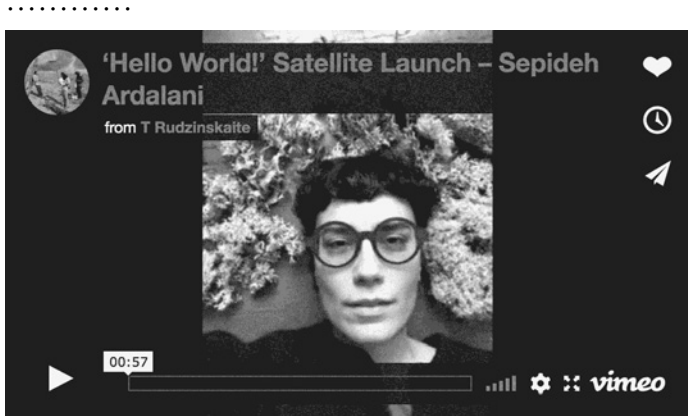 ............
‘Hello World!’ Satellite Launch – Sepideh
Ardalani
from T Rudzinskaite
00:57
vimeo